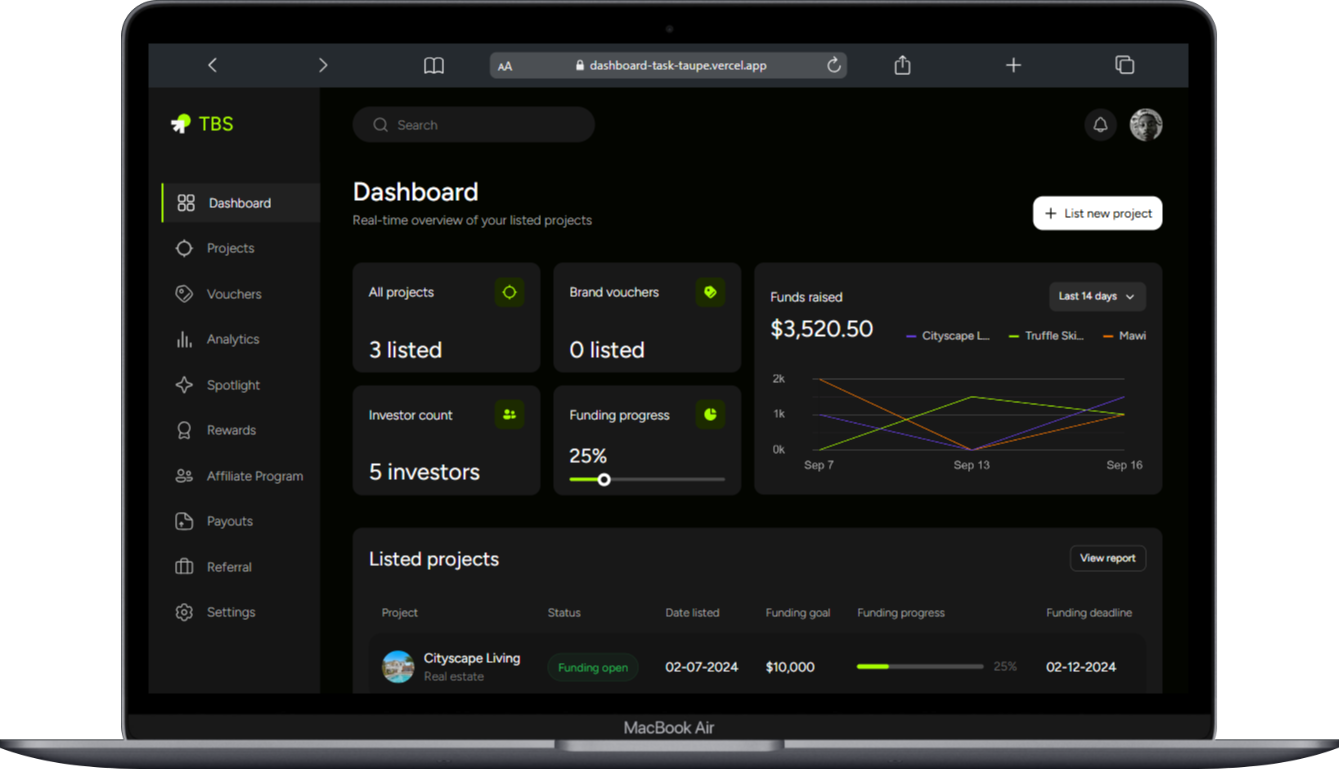 AA dashboard-task-taupe.vercel.app
TBS
Search
Dashboard
Projects
Vouchers
Analytics
Spotlight
Rewards
Affiliate Program
Payouts
Referral
Settings
Dashboard
Real-time overview of your listed projects
+ List new project
All projects
3 listed
Brand vouchers
0 listed
Investor count
5 investors
Funding progress
25%
Funds raised
Last 14 days
$3,520.50
Cityscape L... Truffle Ski... Mawi
2k
1k
0k
Sep 7 Sep 13 Sep 16
Listed projects
View report
Project Status Date listed Funding goal Funding progress Funding deadline
Cityscape Living
Real estate
Funding open 02-07-2024 $10,000 25% 02-12-2024
MacBook Air